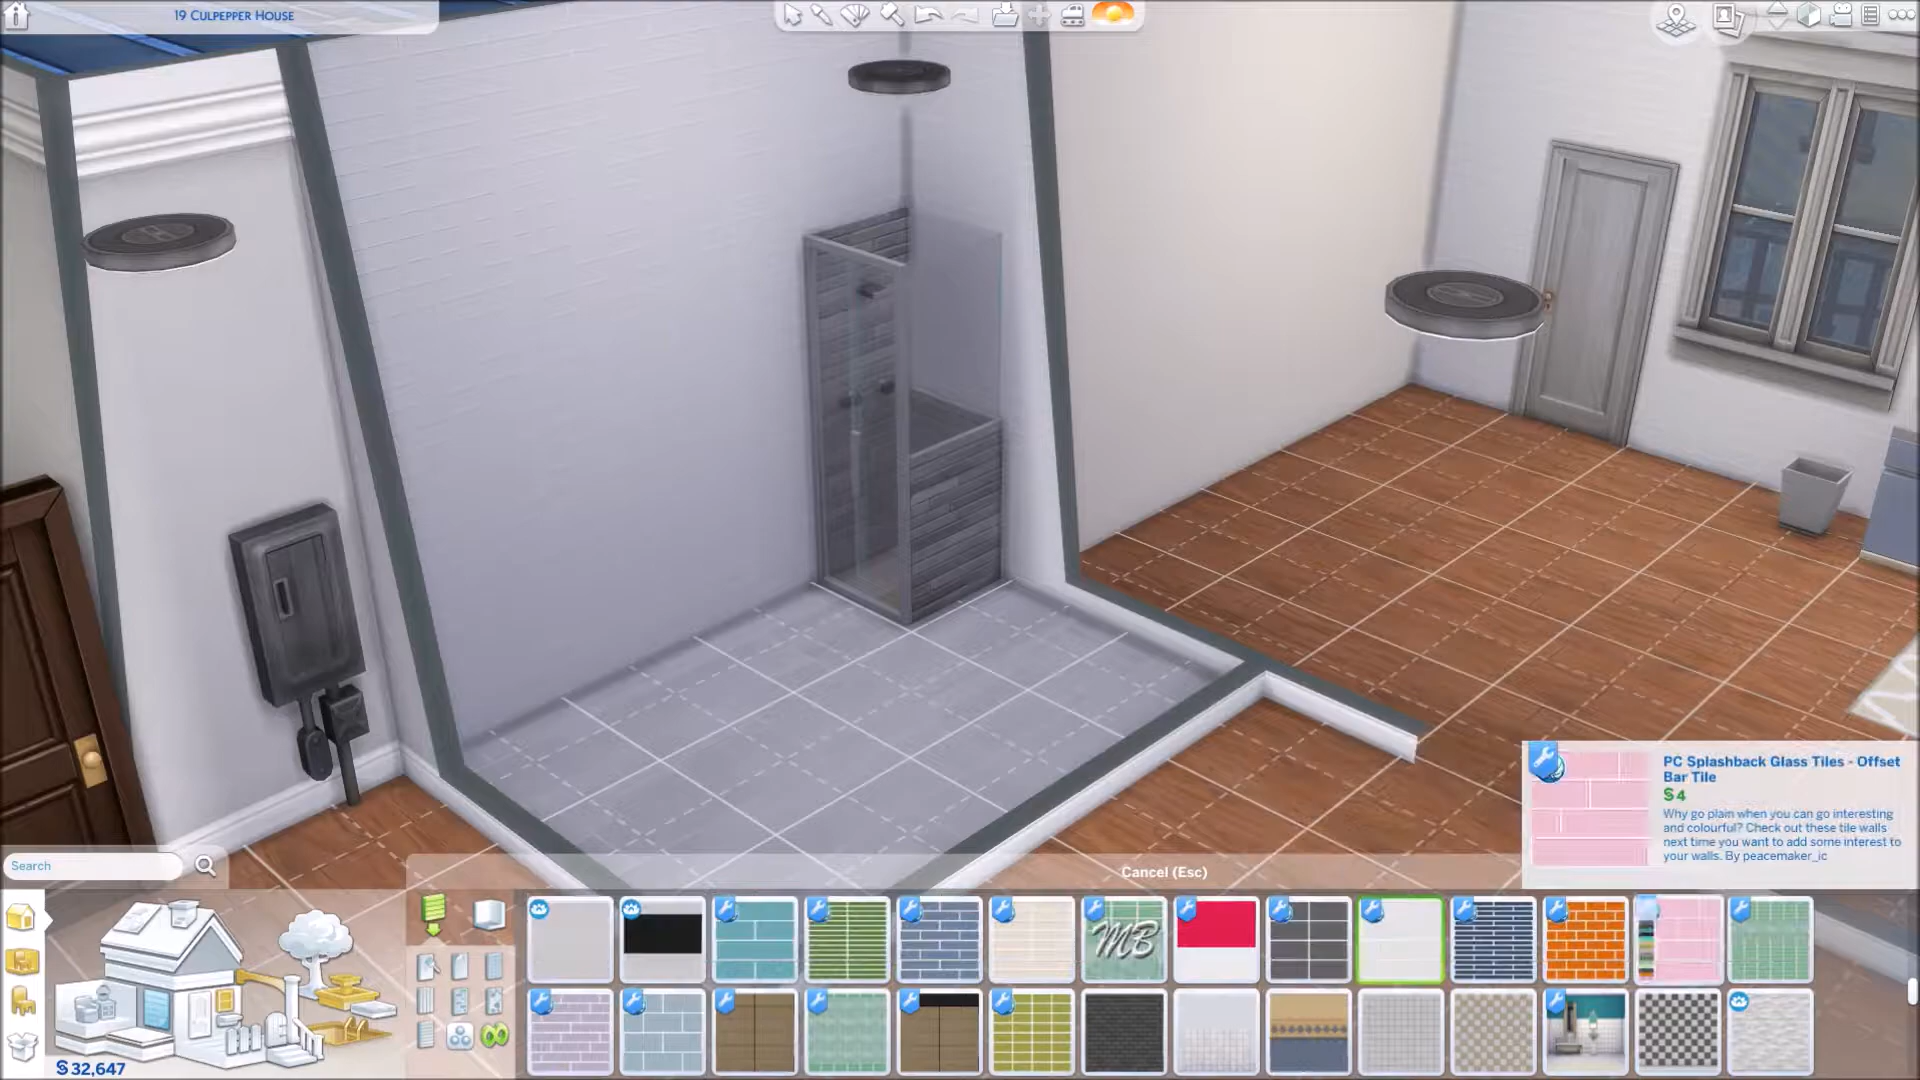 19 Culpepper House
PC Splashback Glass Tiles - Offset
Bar Tile
§4
Why go plain when you can go interesting
and colourful? Check out these tile walls
next time you want to add some interest to
your walls. By peacemaker_ic
Search
Cancel (Esc)
MB
§32,647